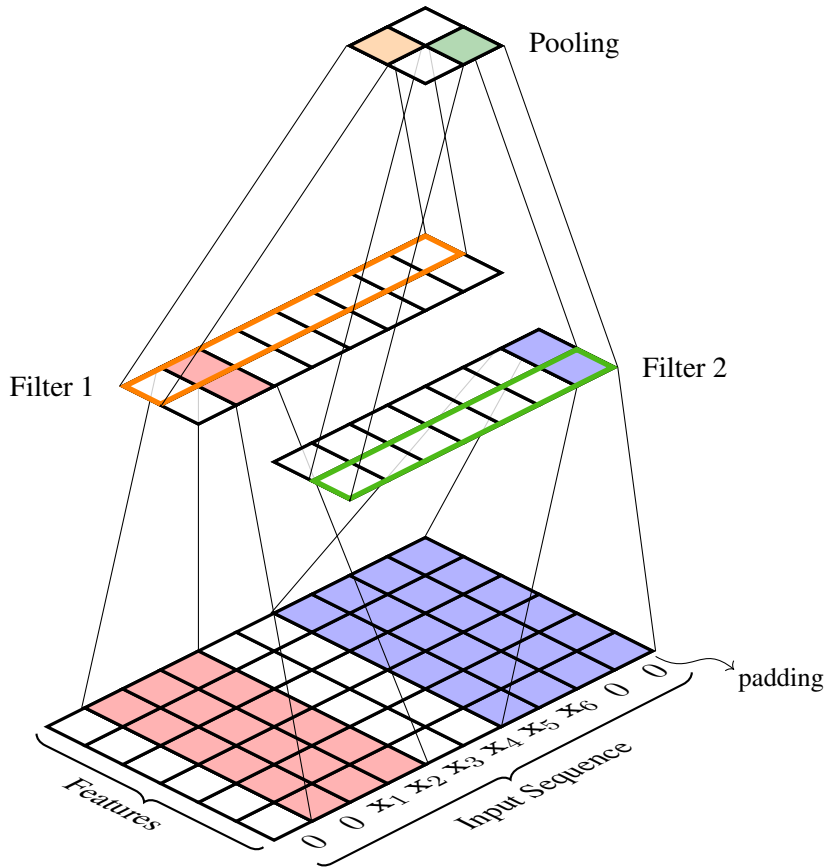 Pooling
Filter 1
Filter 2
padding
0 0 x₁ x₂ x₃ x₄ x₅ x₆ 0 0
Features
Input Sequence